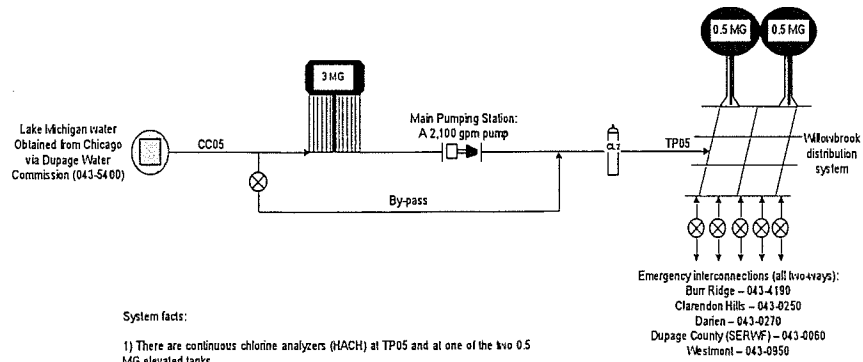 0.5 MG
0.5 MG
3 MG
Main Pumping Station:
A 2,100 gpm pump
Lake Michigan water
Obtained from Chicago
via Dupage Water
Commission (043-5400)
CC05
CL2
TP05
Willowbrook
distribution
system
By-pass
Emergency interconnections (all two-ways):
Burr Ridge – 043-4190
Clarendon Hills – 043-0250
Darien – 043-0270
Dupage County (SERWF) – 043-0060
Westmont – 043-0950
System facts:
1) There are continuous chlorine analyzers (HACH) at TP05 and at one of the two 0.5
MG elevated tanks